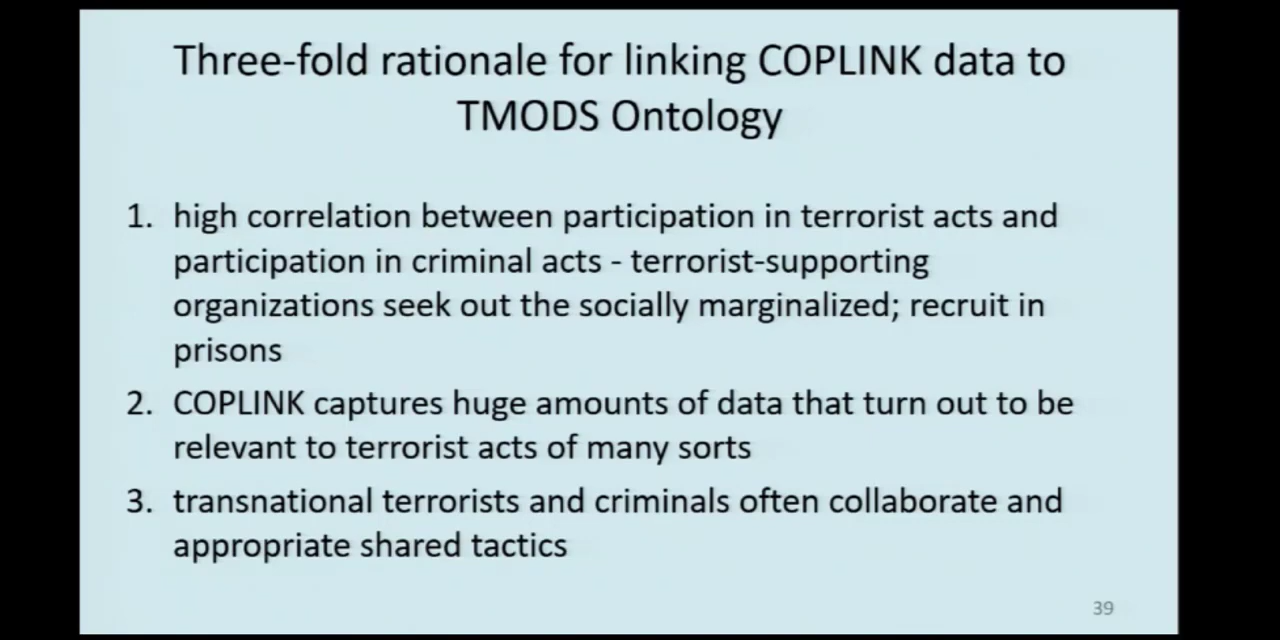 Three-fold rationale for linking COPLINK data to
TMODS Ontology
1. high correlation between participation in terrorist acts and
participation in criminal acts - terrorist-supporting
organizations seek out the socially marginalized; recruit in
prisons
2. COPLINK captures huge amounts of data that turn out to be
relevant to terrorist acts of many sorts
3. transnational terrorists and criminals often collaborate and
appropriate shared tactics
39